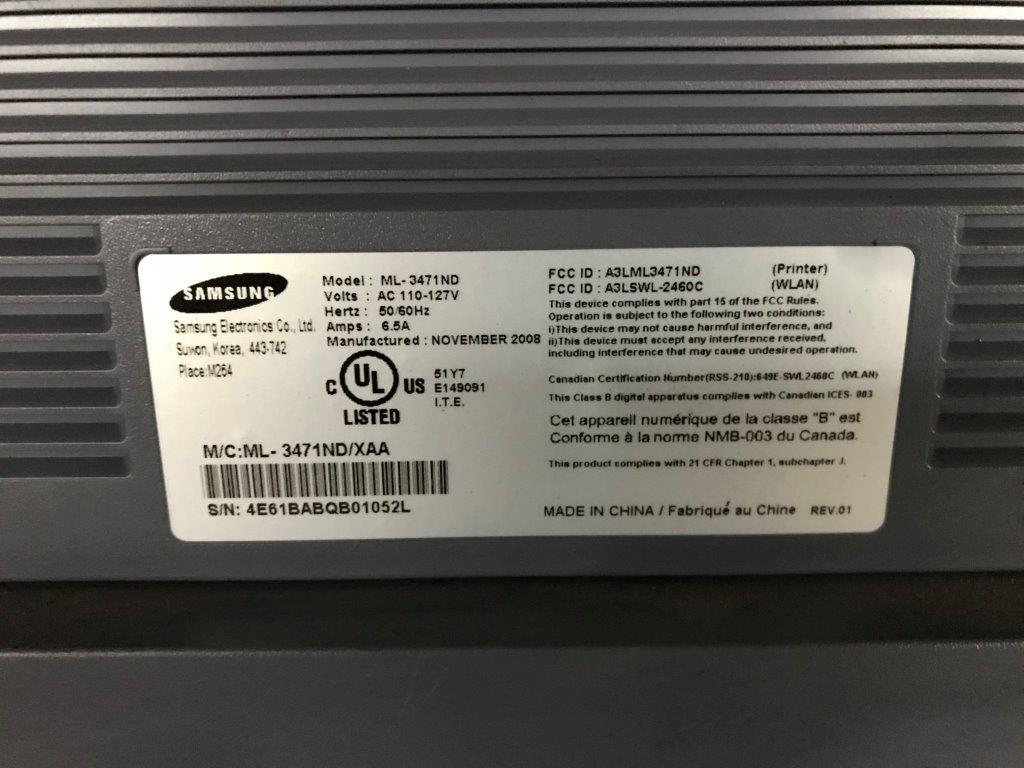 SAMSUNG
Samsung Electronics Co., Ltd.
Suwon, Korea, 443-742
Place:M264
Model : ML- 3471ND
Volts : AC 110-127V
Hertz : 50/60Hz
Amps : 6.5A
Manufactured : NOVEMBER 2008
C UL US
LISTED
51Y7
E149091
I.T.E.
M/C:ML- 3471ND/XAA
S/N: 4E61BABQB01052L
FCC ID : A3LML3471ND (Printer)
FCC ID : A3LSWL-2460C (WLAN)
This device complies with part 15 of the FCC Rules.
Operation is subject to the following two conditions:
i)This device may not cause harmful interference, and
ii)This device must accept any interference received,
including interference that may cause undesired operation.
Canadian Certification Number(RSS-210):649E-SWL2460C (WLAN)
This Class B digital apparatus complies with Canadian ICES- 003
Cet appareil numérique de la classe "B" est
Conforme à la norme NMB-003 du Canada.
This product complies with 21 CFR Chapter 1, subchapter J.
MADE IN CHINA / Fabriqué au Chine REV.01